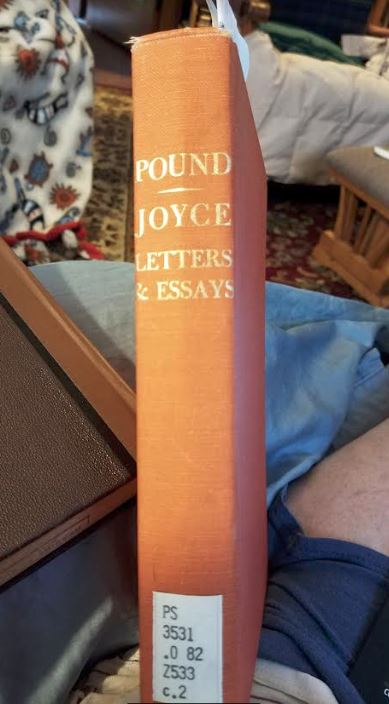 POUND
JOYCE
LETTERS
& ESSAYS
PS
3531
.O 82
Z533
c.2